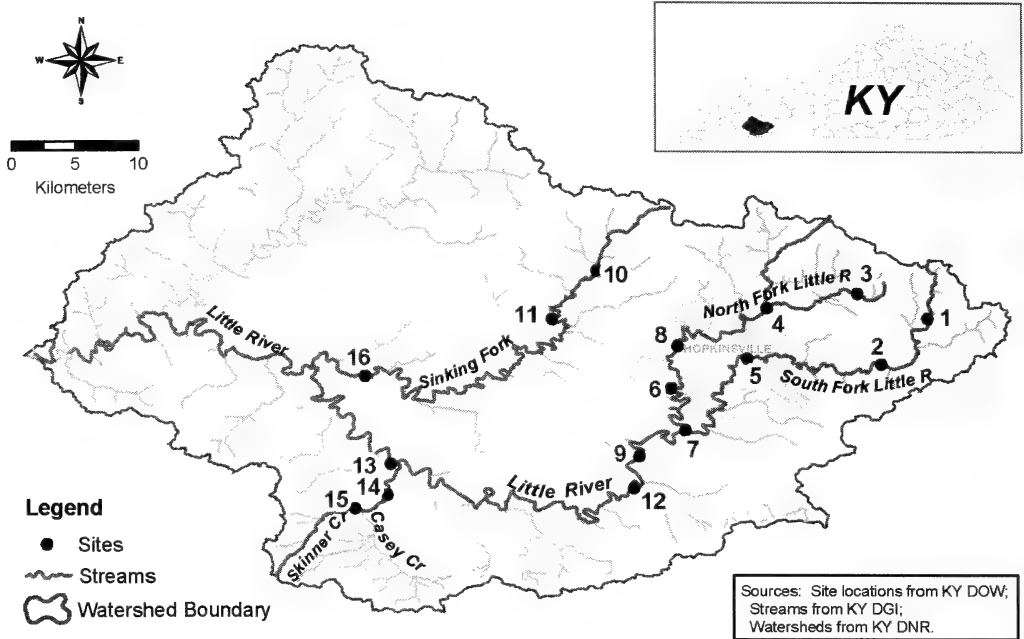 N
W E
S
0 5 10
Kilometers
KY
10
11
North Fork Little R
3
4
1
8
HOPKINSVILLE
2
5
South Fork Little R
Little River
16
Sinking Fork
6
7
9
13
14
Little River
12
15
Skinner Cr
Casey Cr
Legend
Sites
Streams
Watershed Boundary
Sources: Site locations from KY DOW;
Streams from KY DGI;
Watersheds from KY DNR.